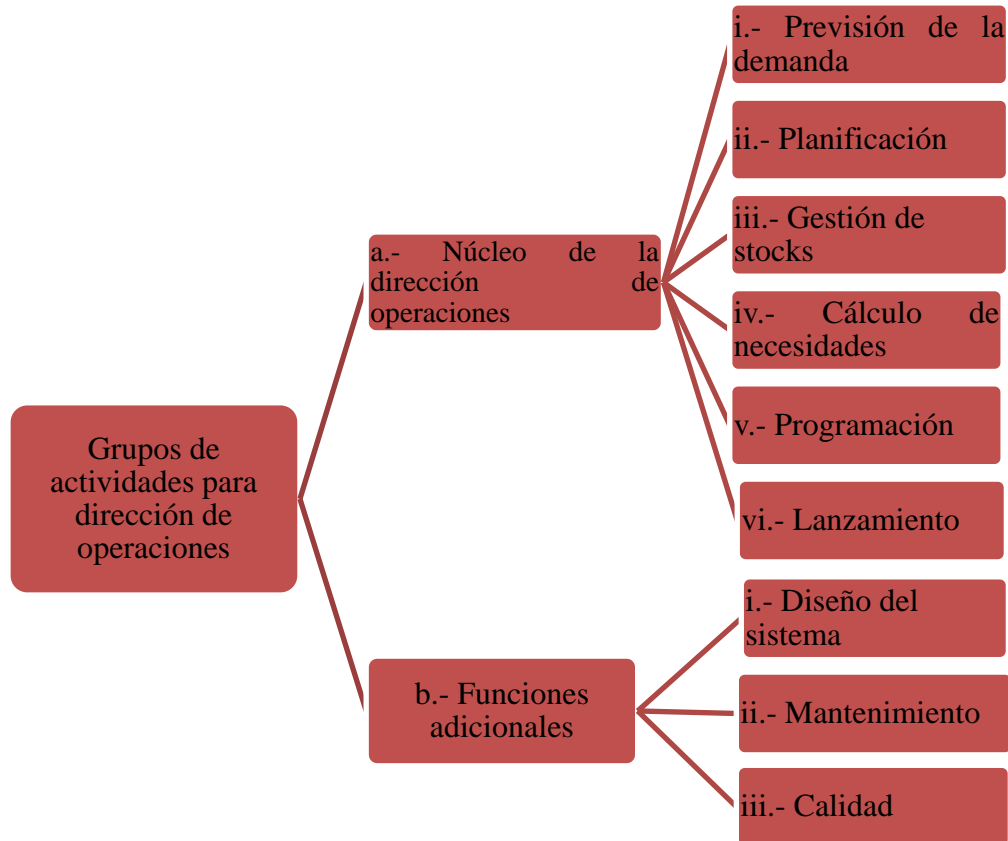 Grupos de
actividades para
dirección de
operaciones
a.- Núcleo de la
dirección de
operaciones
i.- Previsión de la
demanda
ii.- Planificación
iii.- Gestión de
stocks
iv.- Cálculo de
necesidades
v.- Programación
vi.- Lanzamiento
b.- Funciones
adicionales
i.- Diseño del
sistema
ii.- Mantenimiento
iii.- Calidad